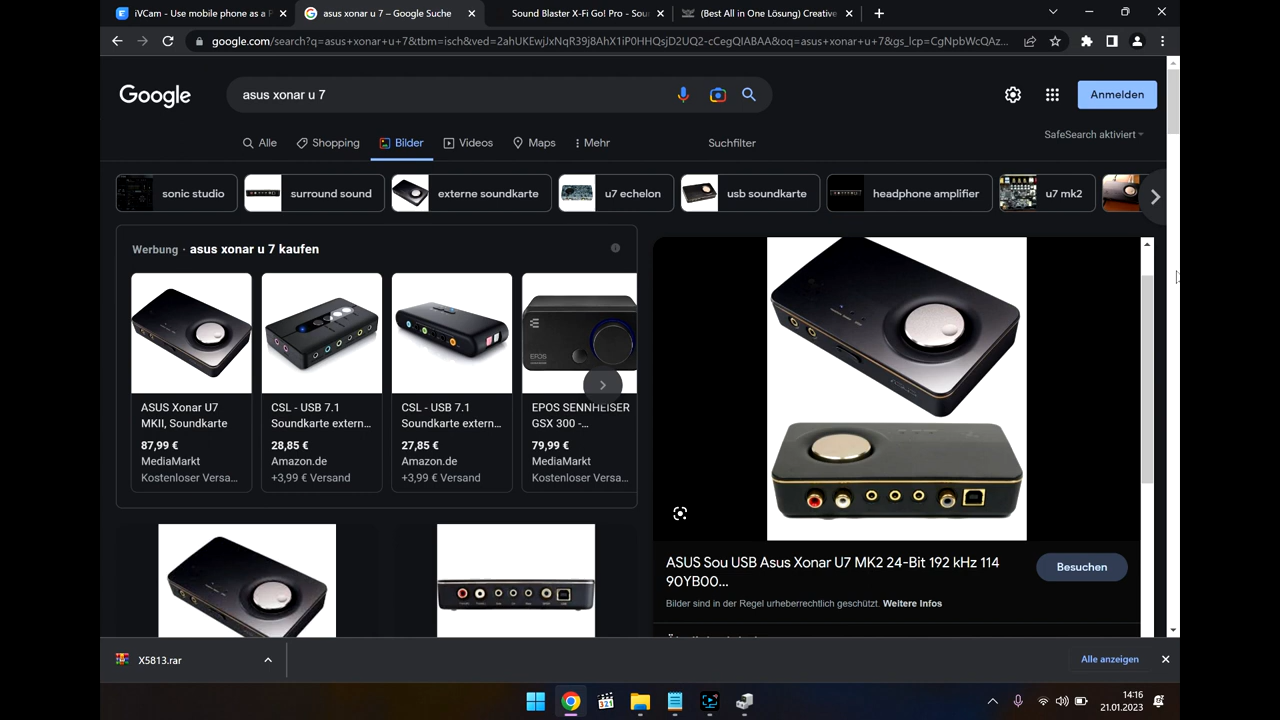 iVCam - Use mobile phone as a P
asus xonar u 7 – Google Suche
Sound Blaster X-Fi Go! Pro - Soun
(Best All in One Lösung) Creative
google.com/search?q=asus+xonar+u+7&tbm=isch&ved=2ahUKEwjJxNqR39j8AhX1iP0HHQsjD2UQ2-cCegQIABAA&oq=asus+xonar+u+7&gs_lcp=CgNpbWcQAz...
Google
asus xonar u 7
Anmelden
Alle
Shopping
Bilder
Videos
Maps
Mehr
Suchfilter
SafeSearch aktiviert
sonic studio
surround sound
externe soundkarte
u7 echelon
usb soundkarte
headphone amplifier
u7 mk2
Werbung · asus xonar u 7 kaufen
ASUS Xonar U7
MKII, Soundkarte
87,99 €
MediaMarkt
Kostenloser Versa...
CSL - USB 7.1
Soundkarte extern...
28,85 €
Amazon.de
+3,99 € Versand
CSL - USB 7.1
Soundkarte extern...
27,85 €
Amazon.de
+3,99 € Versand
EPOS
EPOS SENNHEISER
GSX 300 -...
79,99 €
MediaMarkt
Kostenloser Versa...
ASUS Sou USB Asus Xonar U7 MK2 24-Bit 192 kHz 114
90YB00...
Besuchen
Bilder sind in der Regel urheberrechtlich geschützt. Weitere Infos
X5813.rar
Alle anzeigen
321
14:16
21.01.2023